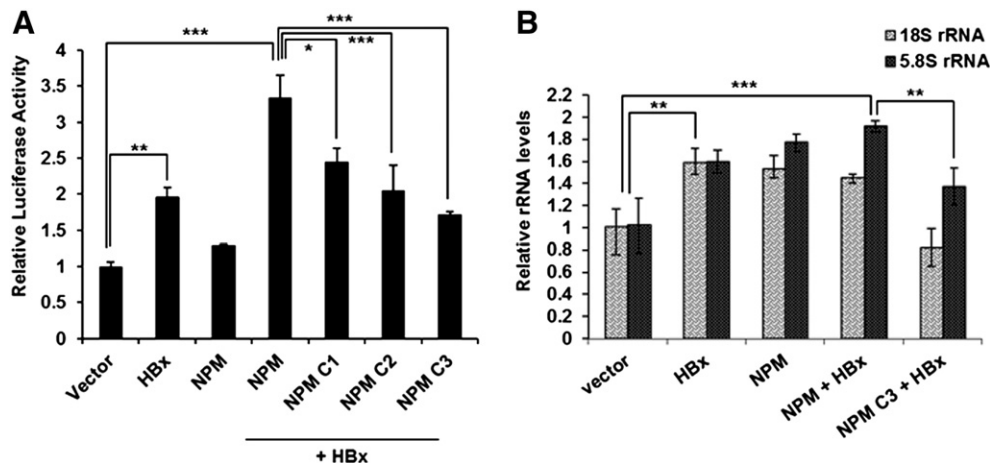 A
Relative Luciferase Activity
4
3.5
3
2.5
2
1.5
1
0.5
0
***
**
***
***
*
Vector
HBx
NPM
NPM
NPM C1
NPM C2
NPM C3
+ HBx
B
18S rRNA
5.8S rRNA
Relative rRNA levels
2.2
2
1.8
1.6
1.4
1.2
1
0.8
0.6
0.4
0.2
0
***
**
**
vector
HBx
NPM
NPM + HBx
NPM C3 + HBx